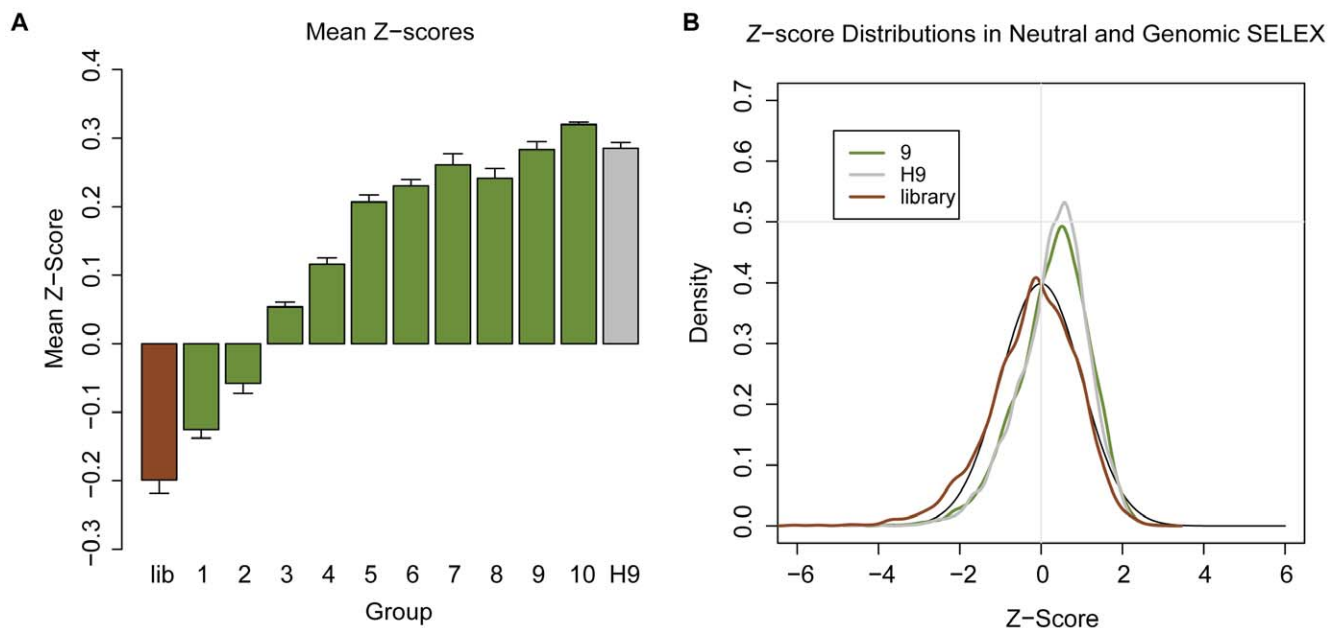 A
Mean Z−scores
Mean Z−Score
0.4
0.3
0.2
0.1
0.0
−0.1
−0.2
−0.3
lib 1 2 3 4 5 6 7 8 9 10 H9
Group
B
Z−score Distributions in Neutral and Genomic SELEX
Density
0.7
0.6
0.5
0.4
0.3
0.2
0.1
0.0
9
H9
library
−6 −4 −2 0 2 4 6
Z−Score